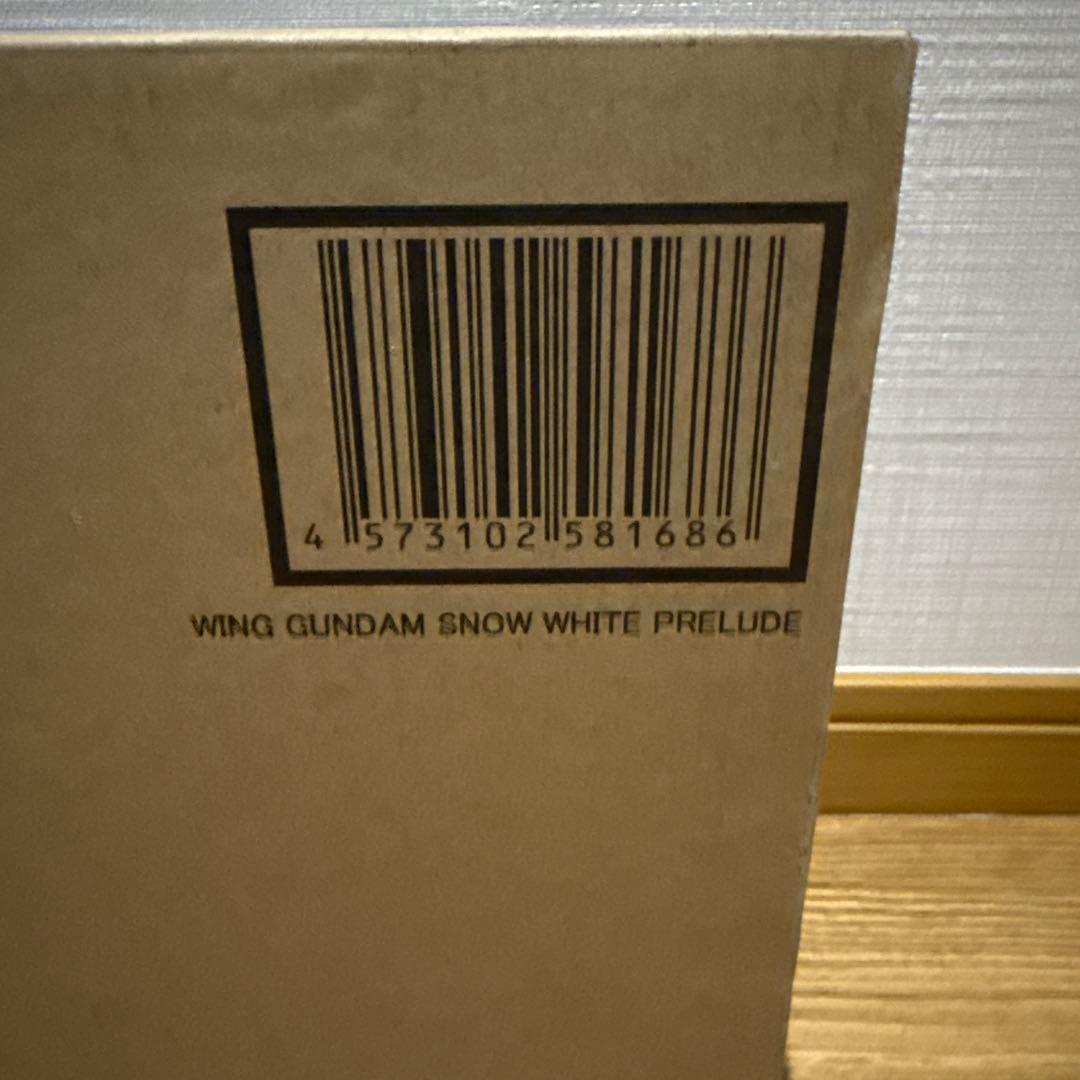 4 573102 581686
WING GUNDAM SNOW WHITE PRELUDE